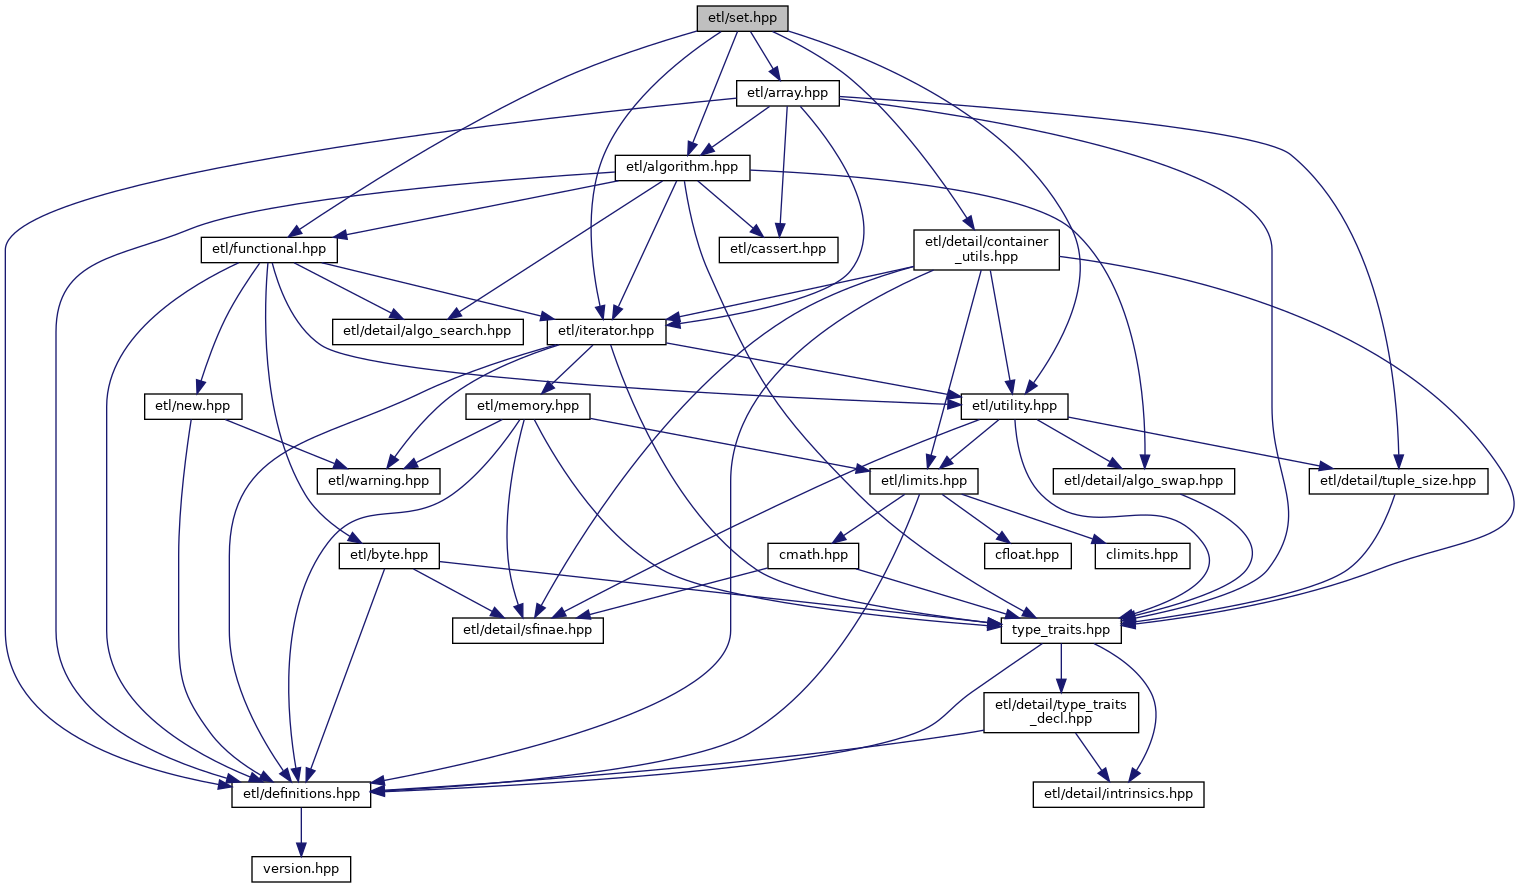 etl/set.hpp
etl/array.hpp
etl/algorithm.hpp
etl/functional.hpp
etl/cassert.hpp
etl/detail/container
_utils.hpp
etl/detail/algo_search.hpp
etl/iterator.hpp
etl/new.hpp
etl/memory.hpp
etl/utility.hpp
etl/warning.hpp
etl/limits.hpp
etl/detail/algo_swap.hpp
etl/detail/tuple_size.hpp
etl/byte.hpp
cmath.hpp
cfloat.hpp
climits.hpp
etl/detail/sfinae.hpp
type_traits.hpp
etl/detail/type_traits
_decl.hpp
etl/definitions.hpp
etl/detail/intrinsics.hpp
version.hpp